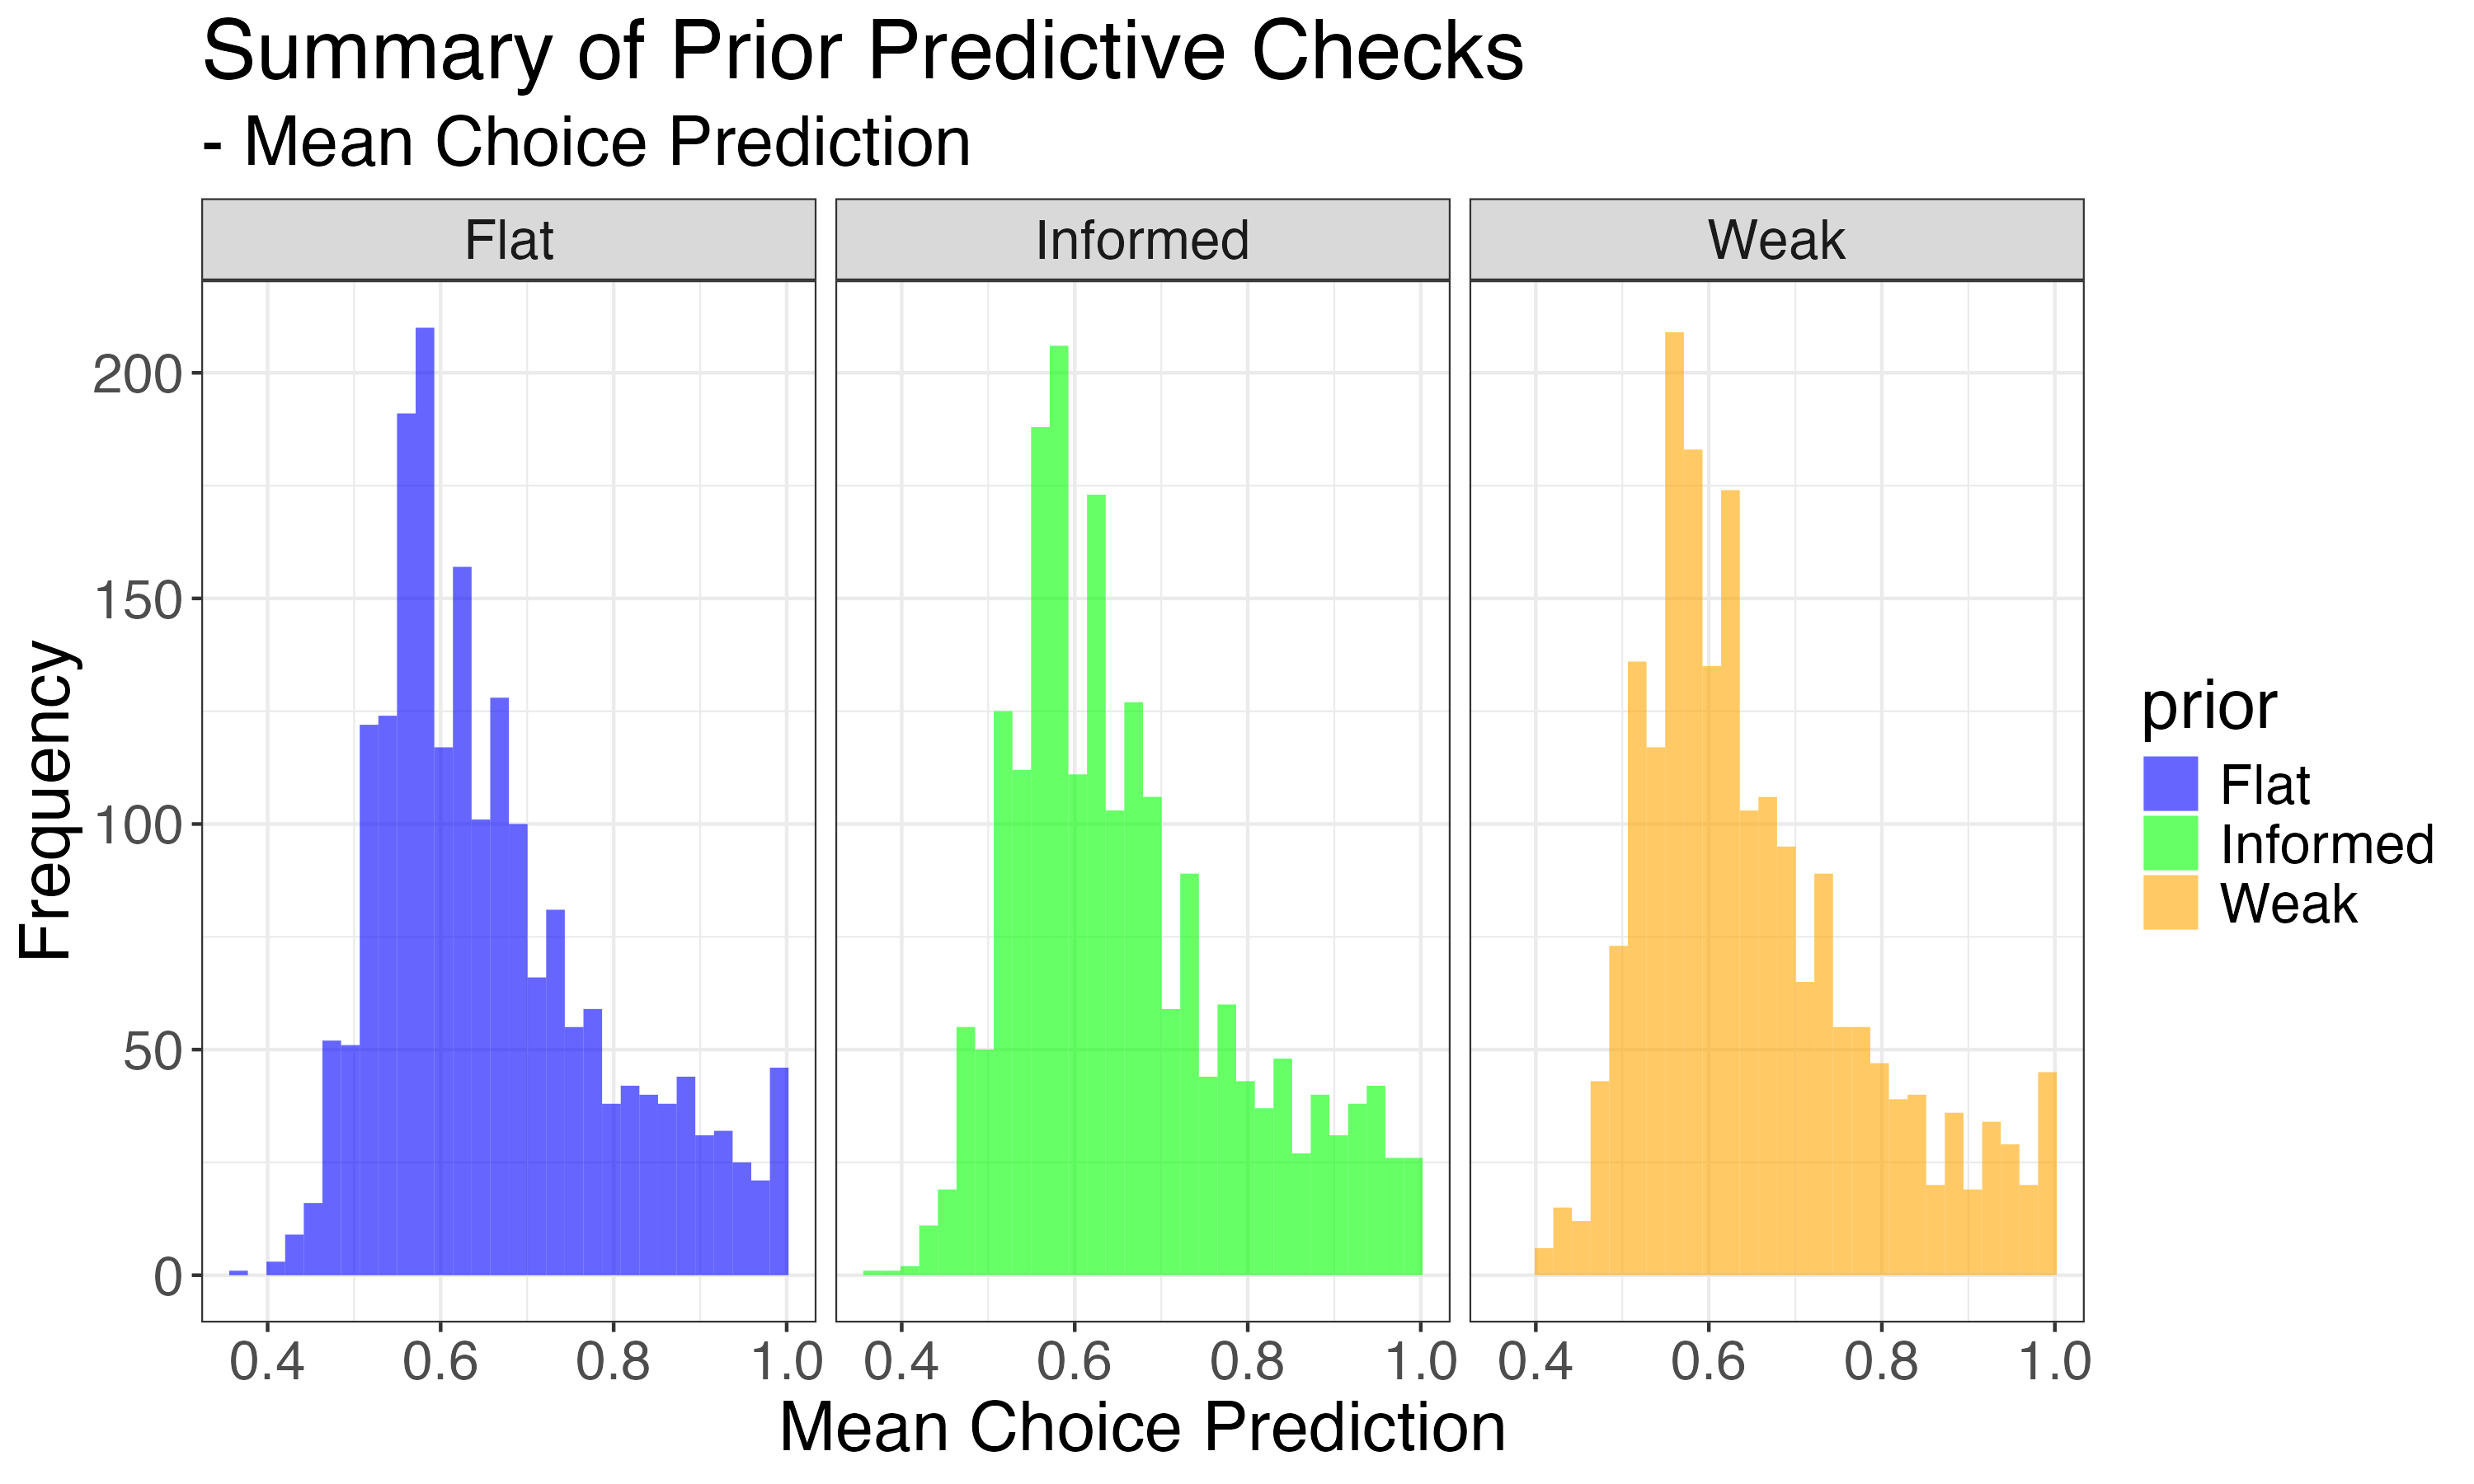 Summary of Prior Predictive Checks
- Mean Choice Prediction
Flat
Informed
Weak
Frequency
200
150
100
50
0
0.4 0.6 0.8 1.0
0.4 0.6 0.8 1.0
0.4 0.6 0.8 1.0
Mean Choice Prediction
prior
Flat
Informed
Weak